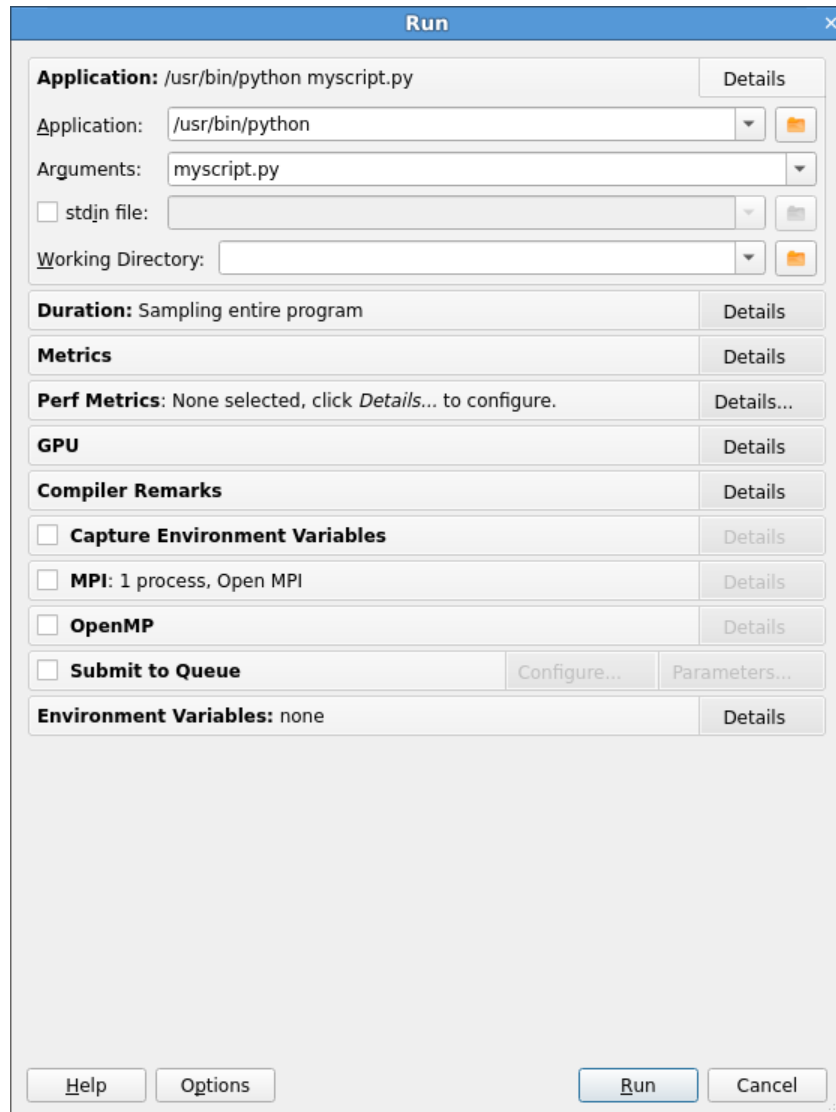 Run
Application: /usr/bin/python myscript.py Details
Application: /usr/bin/python
Arguments: myscript.py
stdin file:
Working Directory:
Duration: Sampling entire program Details
Metrics Details
Perf Metrics: None selected, click Details... to configure. Details...
GPU Details
Compiler Remarks Details
Capture Environment Variables Details
MPI: 1 process, Open MPI Details
OpenMP Details
Submit to Queue Configure... Parameters...
Environment Variables: none Details
Help Options Run Cancel